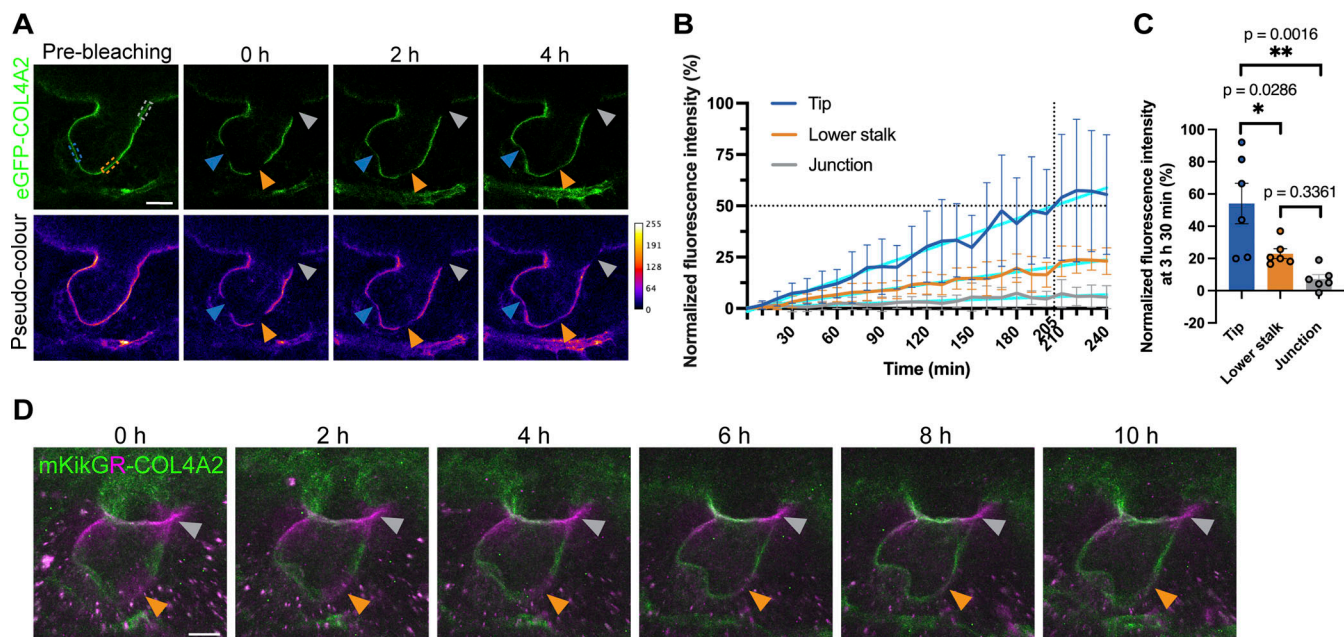 A
Pre-bleaching 0 h 2 h 4 h
eGFP-COL4A2
Pseudo-colour
255
191
128
64
0
B
Normalized fluorescence intensity (%)
100
75
50
25
0
Tip
Lower stalk
Junction
30 60 90 120 150 180 205 210 240
Time (min)
C
p = 0.0016
**
p = 0.0286
*
p = 0.3361
Normalized fluorescence intensity
at 3 h 30 min (%)
100
80
60
40
20
0
-20
Tip
Lower stalk
Junction
D
0 h 2 h 4 h 6 h 8 h 10 h
mKikGR-COL4A2